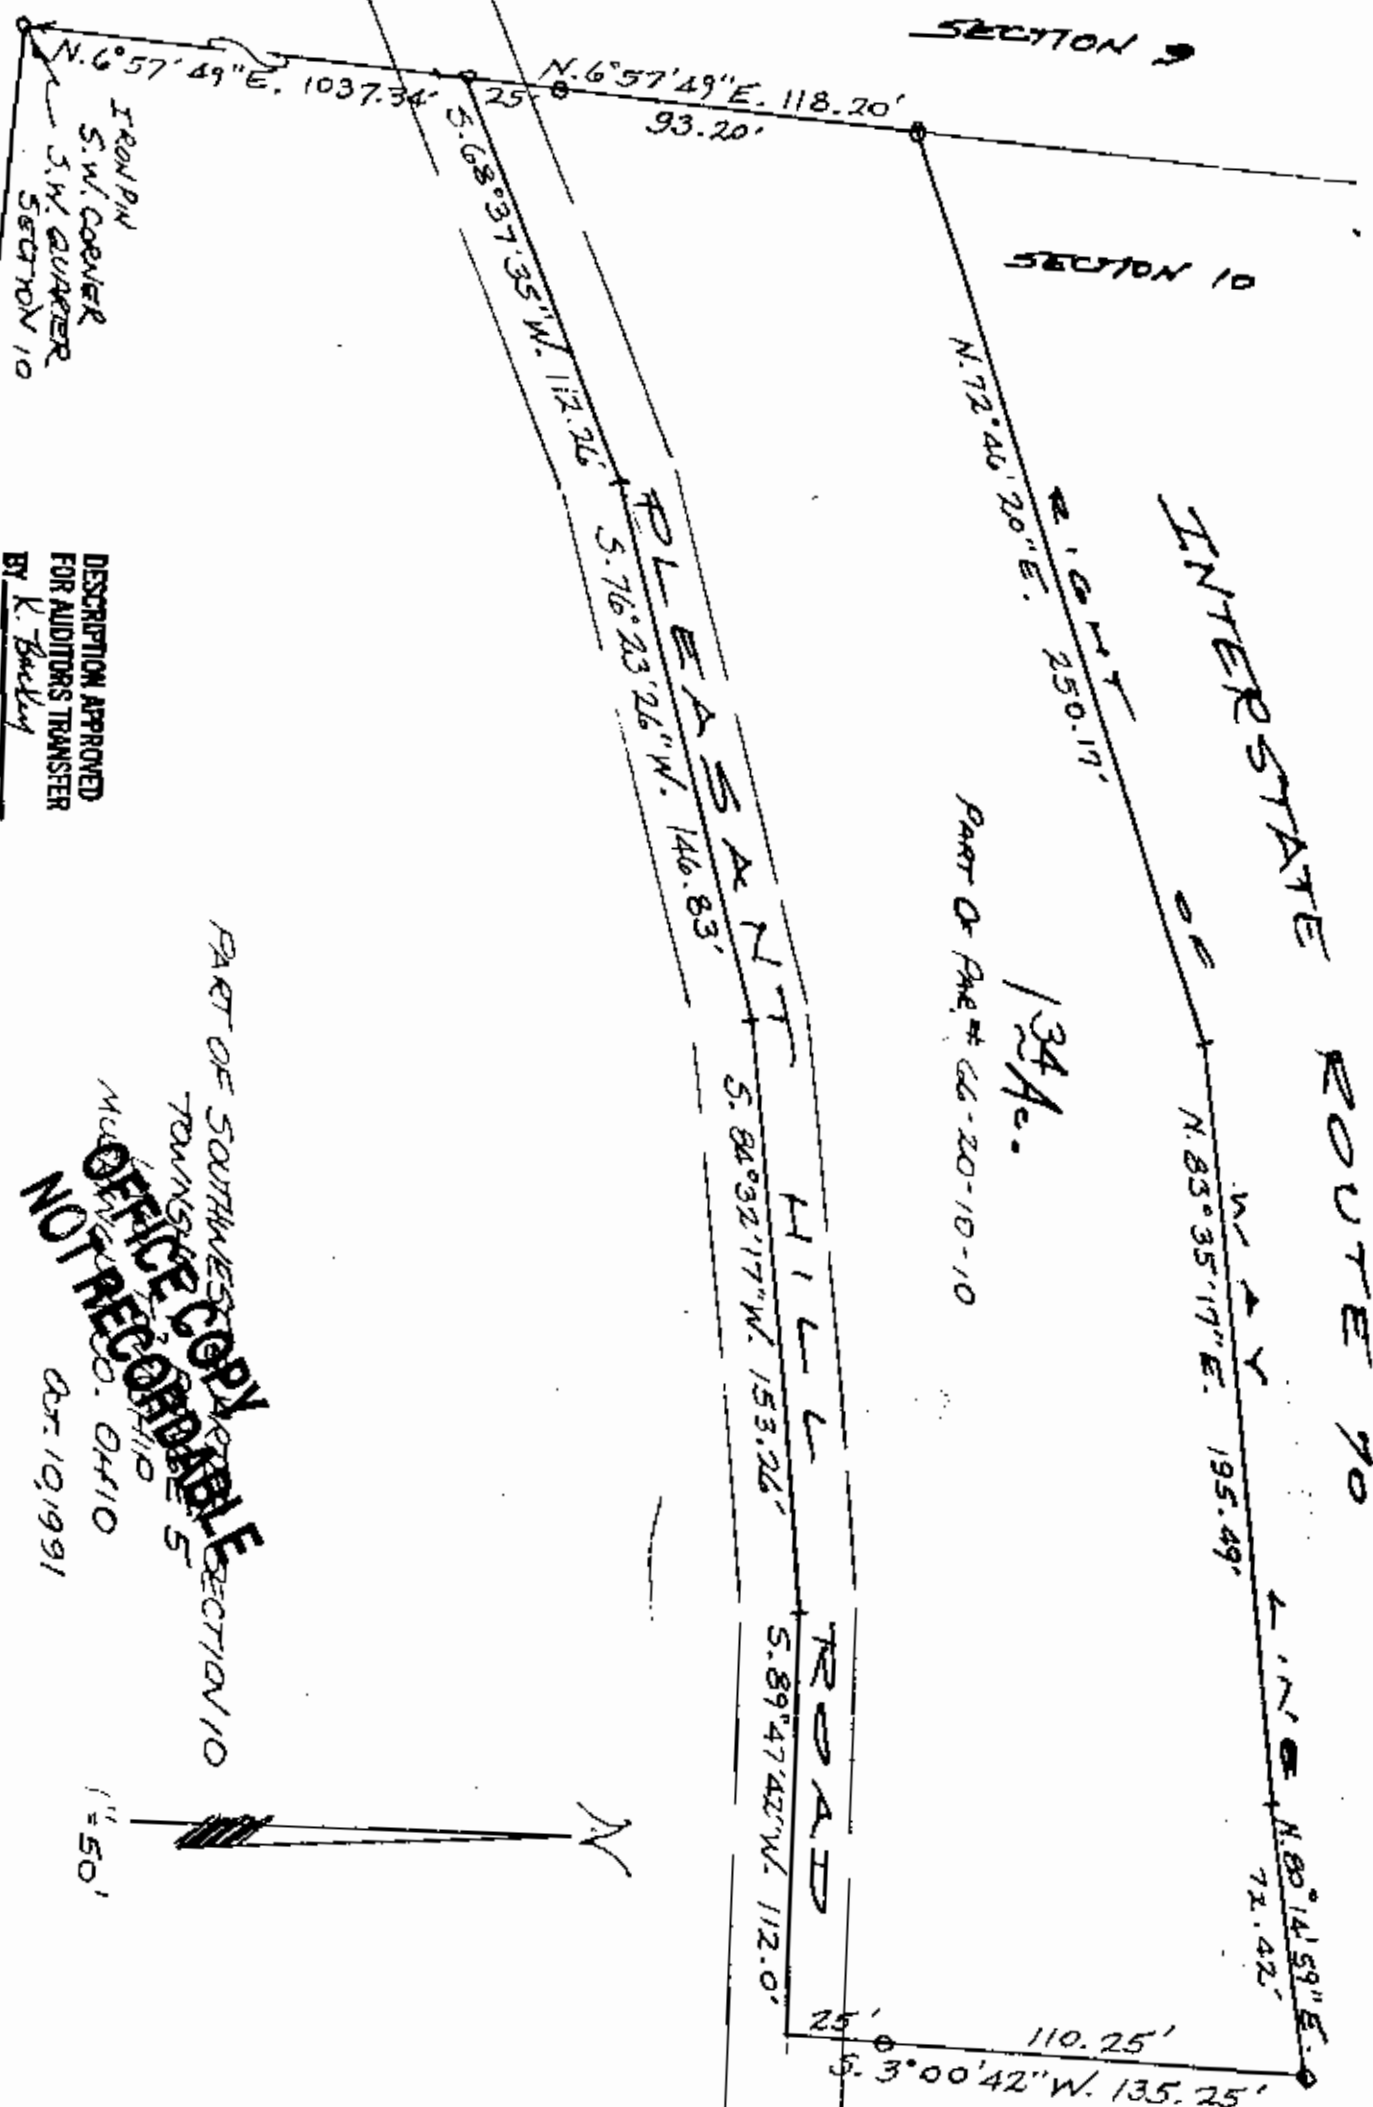 SECTION 9
N. 6°57'49"E. 1037.34'
25'
N. 6°57'49"E. 118.20'
93.20'
IRON PIN
S.W. CORNER
S.W. QUARTER
SECTION 10
SECTION 10
INTERSTATE ROUTE 70
RIGHT OF WAY LINE
N. 72°46'20"E. 250.17'
N. 83°35'17"E. 195.49'
N. 80°14'59"E.
72.42'
1.34 Ac.
PART OF PAR.# 66-20-10-10
PLEASANT HILL ROAD
S. 68°37'35"W. 112.26'
S. 76°23'26"W. 146.83'
S. 84°32'17"W. 153.26'
S. 89°47'42"W. 112.0'
25'
110.25'
S. 3°00'42"W. 135.25'
DESCRIPTION APPROVED
FOR AUDITORS TRANSFER
BY
PART OF SOUTHWEST SECTION 10
5
CO. OHIO
OCT. 10, 1991
OFFICE COPY
NOT RECORDABLE
N
1"=50'